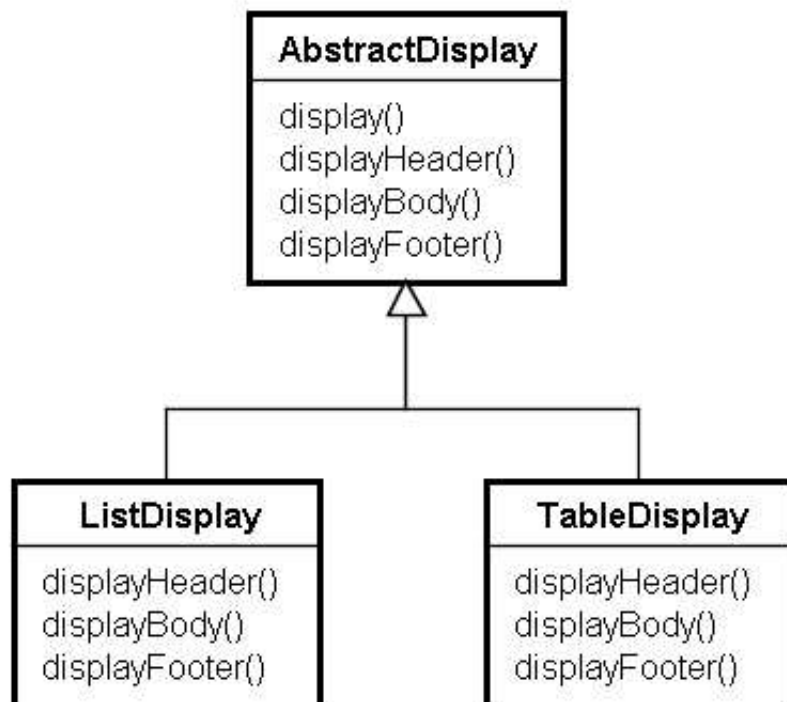 AbstractDisplay
display()
displayHeader()
displayBody()
displayFooter()
ListDisplay
displayHeader()
displayBody()
displayFooter()
TableDisplay
displayHeader()
displayBody()
displayFooter()